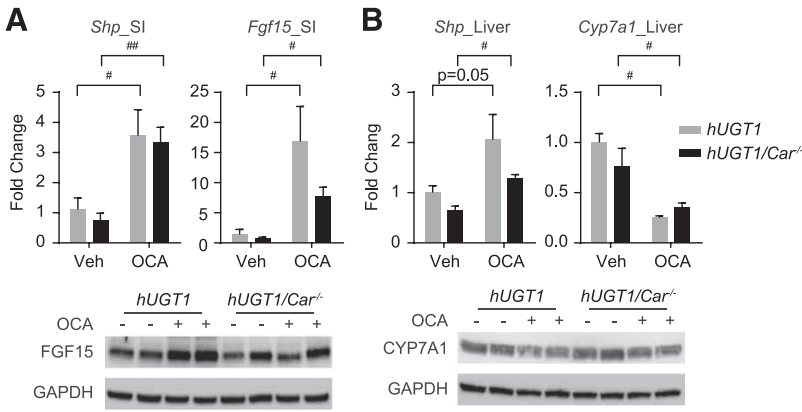 A
B
Shp_SI
Fgf15_SI
Shp_Liver
Cyp7a1_Liver
##
#
#
#
#
p=0.05
#
#
Fold Change
5
4
3
2
1
0
Veh
OCA
25
20
15
10
5
0
Veh
OCA
Fold Chang
3
2
1
0
Veh
OCA
1.5
1.0
0.5
0.0
Veh
OCA
hUGT1
hUGT1/Car-/-
hUGT1 hUGT1/Car-/-
OCA - - + + - - + +
FGF15
GAPDH
hUGT1 hUGT1/Car-/-
OCA - - + + - - + +
CYP7A1
GAPDH